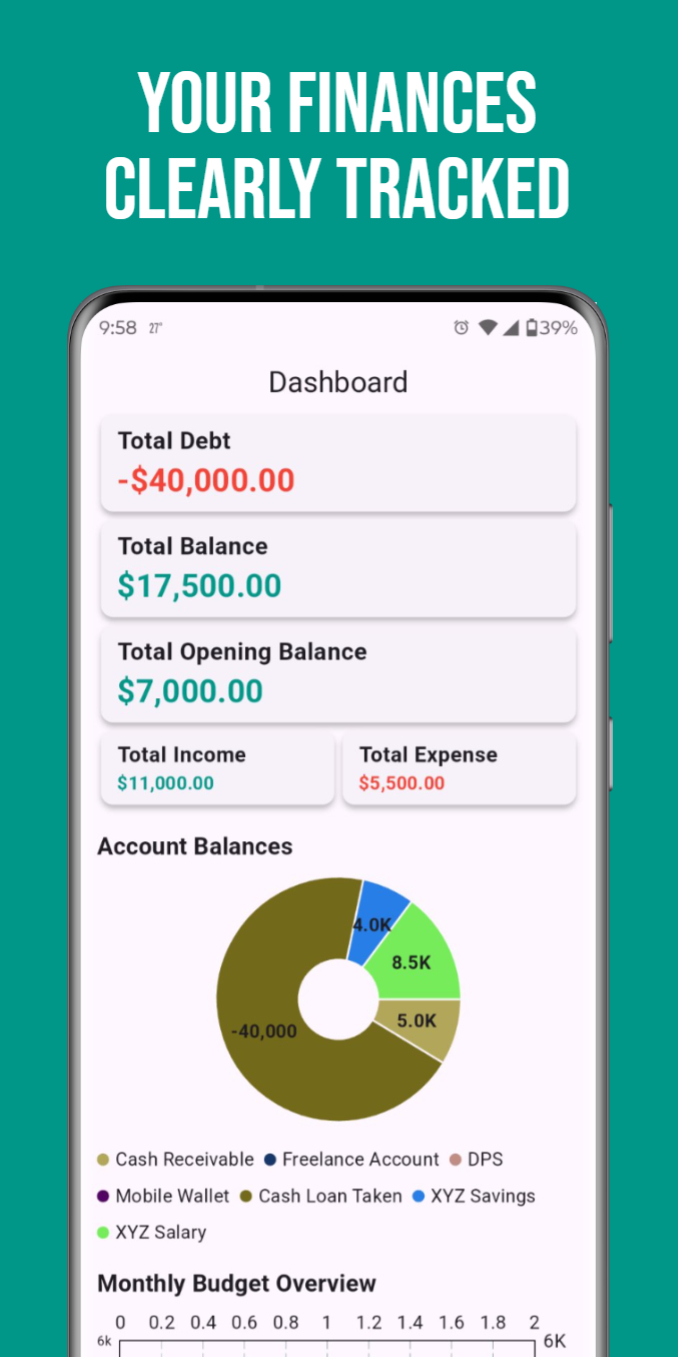 YOUR FINANCES
CLEARLY TRACKED
9:58 27° 39%
Dashboard
Total Debt
-$40,000.00
Total Balance
$17,500.00
Total Opening Balance
$7,000.00
Total Income Total Expense
$11,000.00 $5,500.00
Account Balances
4.0K
8.5K
5.0K
-40,000
Cash Receivable Freelance Account DPS
Mobile Wallet Cash Loan Taken XYZ Savings
XYZ Salary
Monthly Budget Overview
0 0.2 0.4 0.6 0.8 1 1.2 1.4 1.6 1.8 2
6k 6K